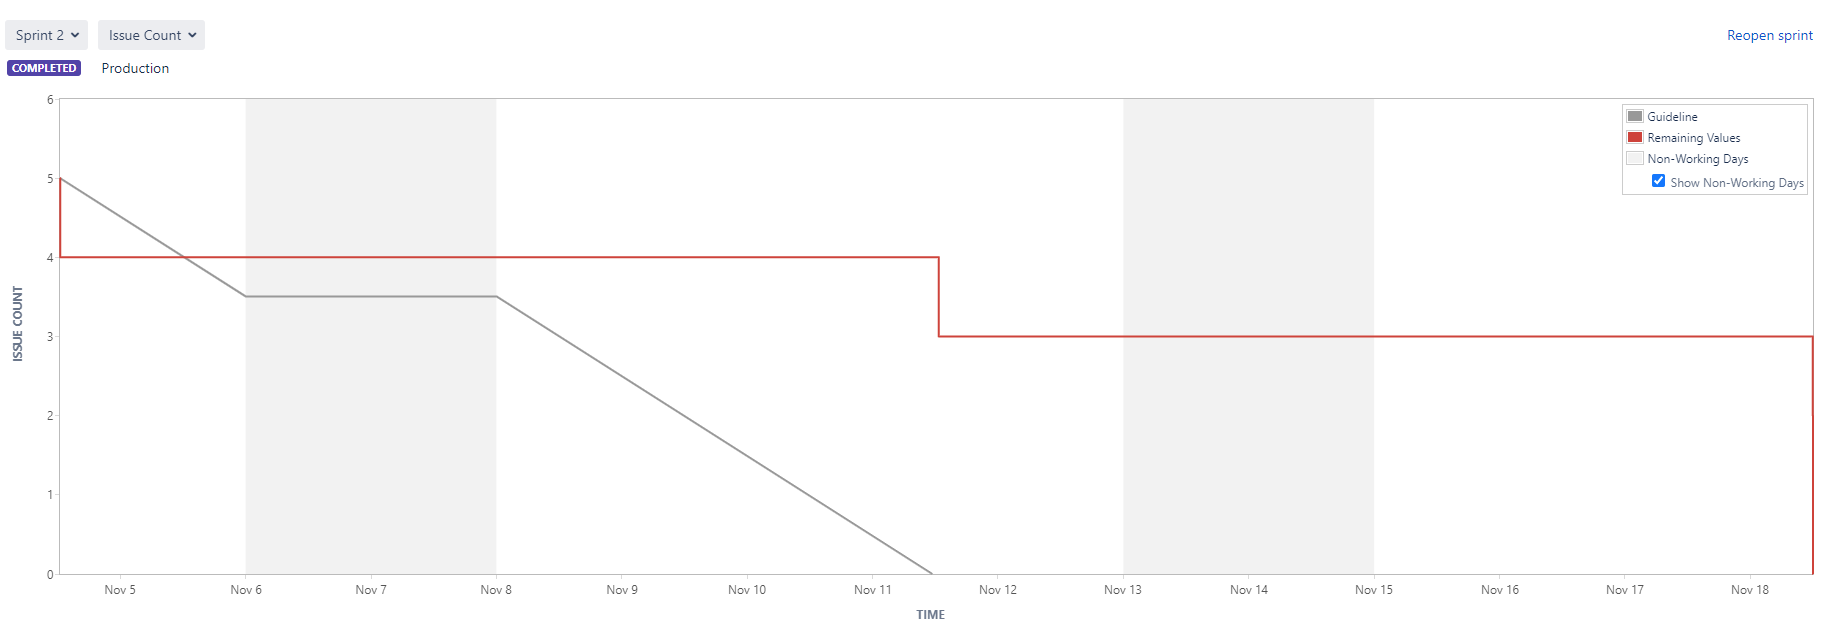 Sprint 2 Issue Count Reopen sprint
COMPLETED Production
Guideline
Remaining Values
Non-Working Days
Show Non-Working Days
6
5
4
3
2
1
0
ISSUE COUNT
Nov 5 Nov 6 Nov 7 Nov 8 Nov 9 Nov 10 Nov 11 Nov 12 Nov 13 Nov 14 Nov 15 Nov 16 Nov 17 Nov 18
TIME